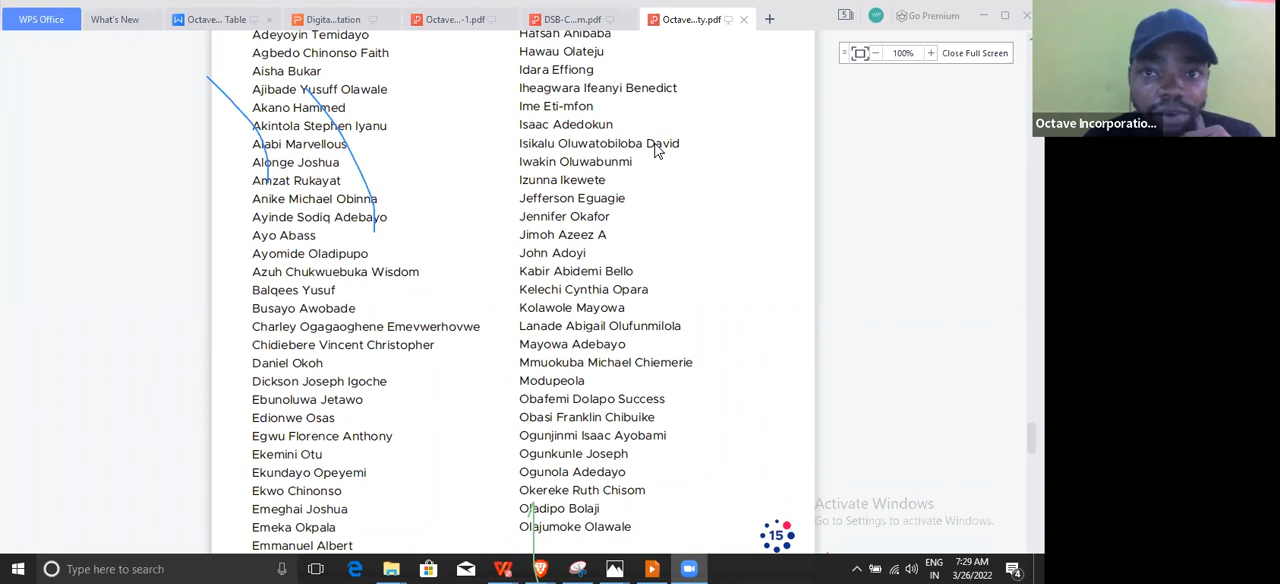 WPS Office
What's New
Octave... Table
Digita...tation
Octave...-1.pdf
DSB-C...m.pdf
Octave...ty.pdf
Go Premium
100%
Close Full Screen
Octave Incorporatio...
Adeyoyin Temidayo
Agbedo Chinonso Faith
Aisha Bukar
Ajibade Yusuff Olawale
Akano Hammed
Akintola Stephen Iyanu
Alabi Marvellous
Alonge Joshua
Amzat Rukayat
Anike Michael Obinna
Ayinde Sodiq Adebayo
Ayo Abass
Ayomide Oladipupo
Azuh Chukwuebuka Wisdom
Balqees Yusuf
Busayo Awobade
Charley Ogagaoghene Emevwerhovwe
Chidiebere Vincent Christopher
Daniel Okoh
Dickson Joseph Igoche
Ebunoluwa Jetawo
Edionwe Osas
Egwu Florence Anthony
Ekemini Otu
Ekundayo Opeyemi
Ekwo Chinonso
Emeghai Joshua
Emeka Okpala
Emmanuel Albert
Hafsah Anibaba
Hawau Olateju
Idara Effiong
Iheagwara Ifeanyi Benedict
Ime Eti-mfon
Isaac Adedokun
Isikalu Oluwatobiloba David
Iwakin Oluwabunmi
Izunna Ikewete
Jefferson Eguagie
Jennifer Okafor
Jimoh Azeez A
John Adoyi
Kabir Abidemi Bello
Kelechi Cynthia Opara
Kolawole Mayowa
Lanade Abigail Olufunmilola
Mayowa Adebayo
Mmuokuba Michael Chiemerie
Modupeola
Obafemi Dolapo Success
Obasi Franklin Chibuike
Ogunjinmi Isaac Ayobami
Ogunkunle Joseph
Ogunola Adedayo
Okereke Ruth Chisom
Oladipo Bolaji
Olajumoke Olawale
15
Activate Windows
Go to Settings to activate Windows.
Type here to search
ENG
IN
7:29 AM
3/26/2022
4